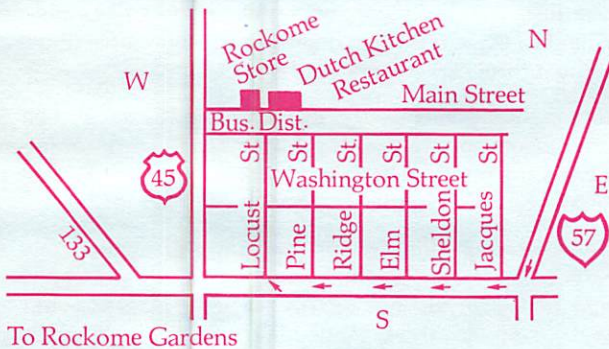 Rockome
Store
Dutch Kitchen
Restaurant
N
W
Main Street
Bus. Dist.
45
133
Locust St
Pine St
Ridge St.
Elm St
Sheldon St
Jacques St
Washington Street
E
57
S
To Rockome Gardens